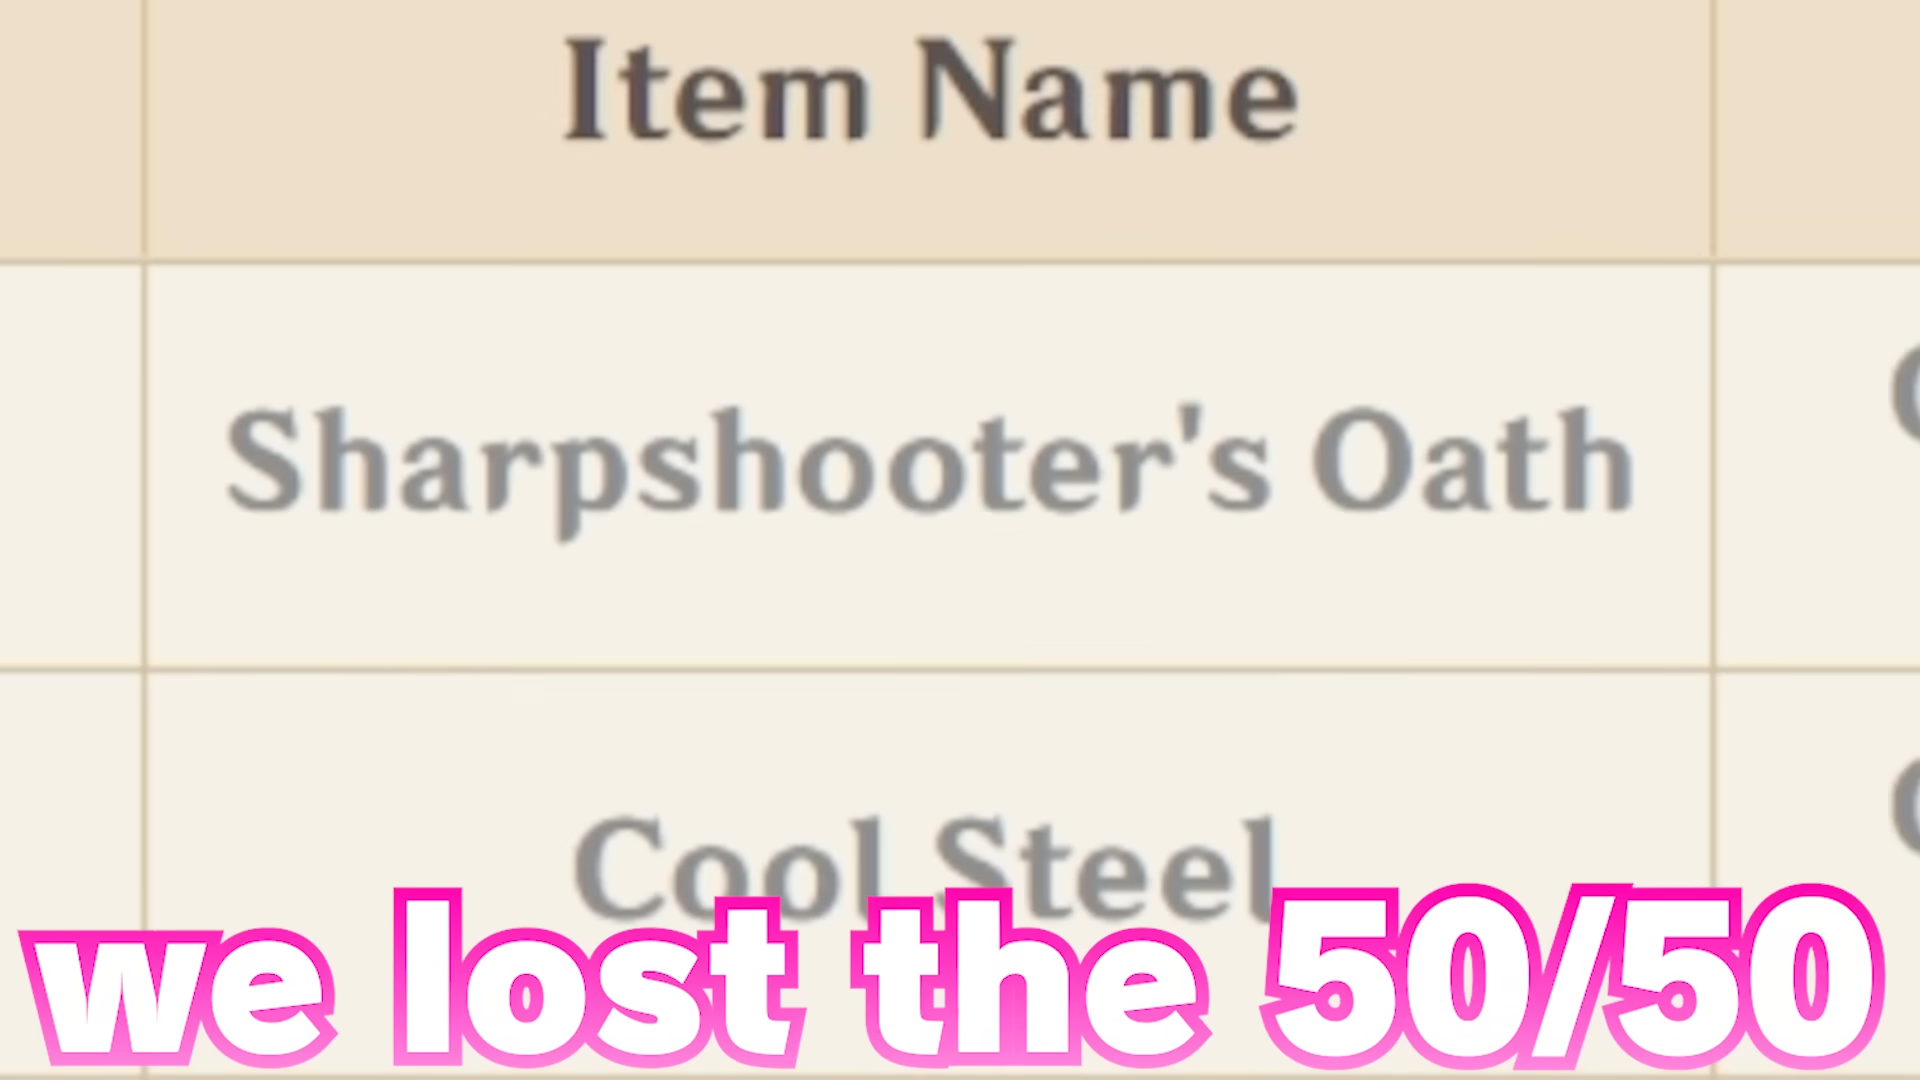 Item Name
Sharpshooter's Oath
Cool Steel
we lost the 50/50